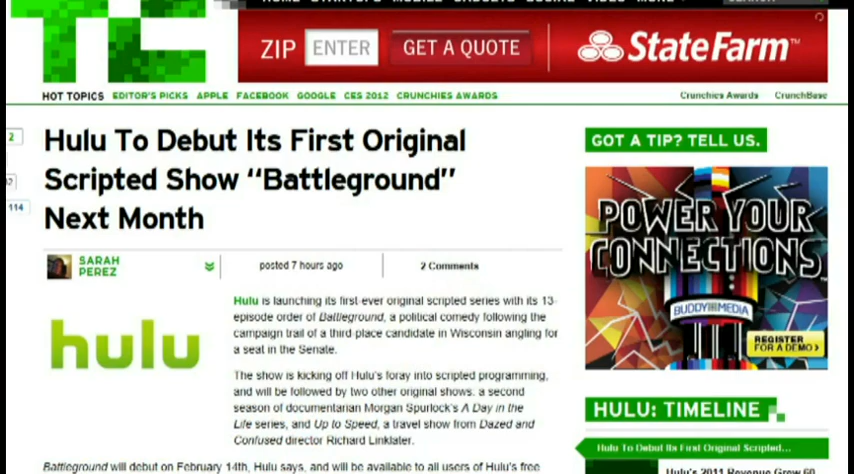 TC
ZIP ENTER GET A QUOTE
StateFarm™
HOT TOPICS EDITOR'S PICKS APPLE FACEBOOK GOOGLE CES 2012 CRUNCHIES AWARDS
Crunchies Awards CrunchBase
2
114
Hulu To Debut Its First Original
Scripted Show “Battleground”
Next Month
SARAH
PEREZ
posted 7 hours ago
2 Comments
hulu
Hulu is launching its first-ever original scripted series with its 13-
episode order of Battleground, a political comedy following the
campaign trail of a third-place candidate in Wisconsin angling for
a seat in the Senate.
The show is kicking off Hulu's foray into scripted programming,
and will be followed by two other original shows: a second
season of documentarian Morgan Spurlock's A Day in the
Life series, and Up to Speed, a travel show from Dazed and
Confused director Richard Linklater.
Battleground will debut on February 14th, Hulu says, and will be available to all users of Hulu's free
GOT A TIP? TELL US.
POWER YOUR
CONNECTIONS
BUDDY MEDIA
REGISTER
FOR A DEMO
HULU: TIMELINE
Hulu To Debut Its First Original Scripted...
Hulu's 2011 Revenue Grew 60